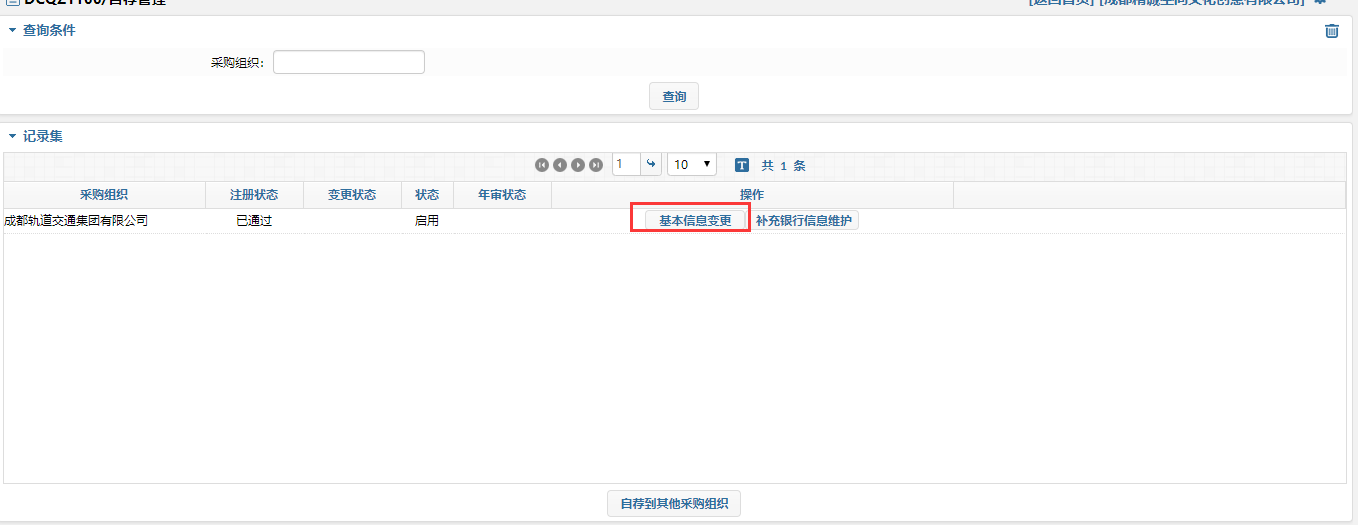 查询条件
采购组织：
查询
记录集
1 10 T 共 1 条
采购组织 注册状态 变更状态 状态 年审状态 操作
成都轨道交通集团有限公司 已通过 启用 基本信息变更 补充银行信息维护
自荐到其他采购组织